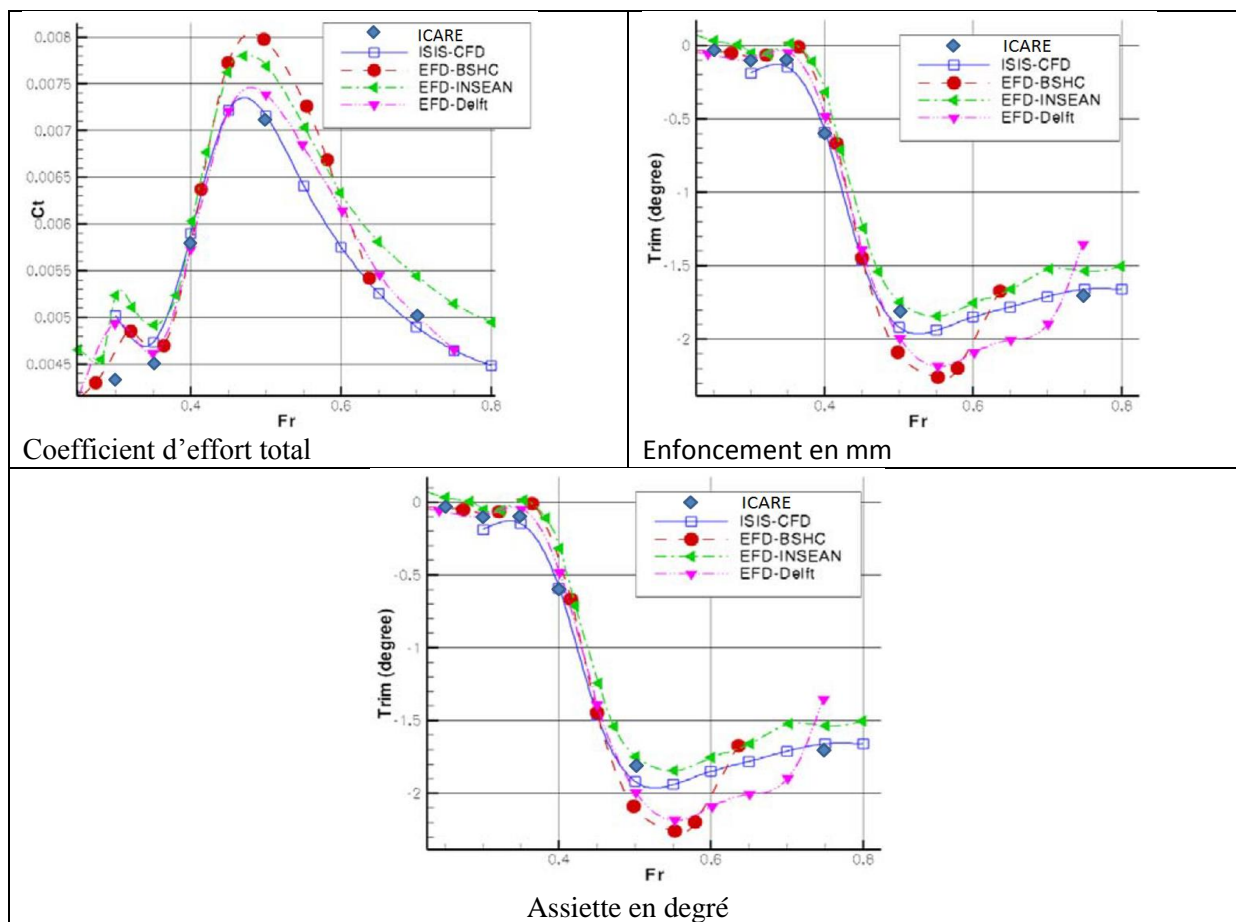 0.008
0.0075
0.007
0.0065
0.006
0.0055
0.005
0.0045
Ct
0.4
0.6
0.8
Fr
ICARE
ISIS-CFD
EFD-BSHC
EFD-INSEAN
EFD-Delft
Coefficient d'effort total
0
-0.5
-1
-1.5
-2
Trim (degree)
0.4
0.6
0.8
Fr
ICARE
ISIS-CFD
EFD-BSHC
EFD-INSEAN
EFD-Delft
Enfoncement en mm
0
-0.5
-1
-1.5
-2
Trim (degree)
0.4
0.6
0.8
Fr
ICARE
ISIS-CFD
EFD-BSHC
EFD-INSEAN
EFD-Delft
Assiette en degré